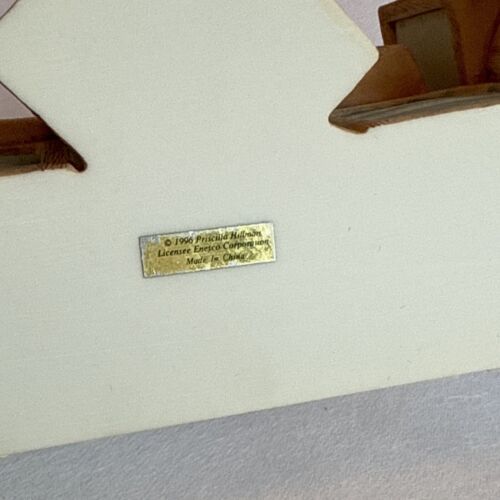 © 1996 Priscilla Hillman
Licensee Enesco Corporation
Made In China